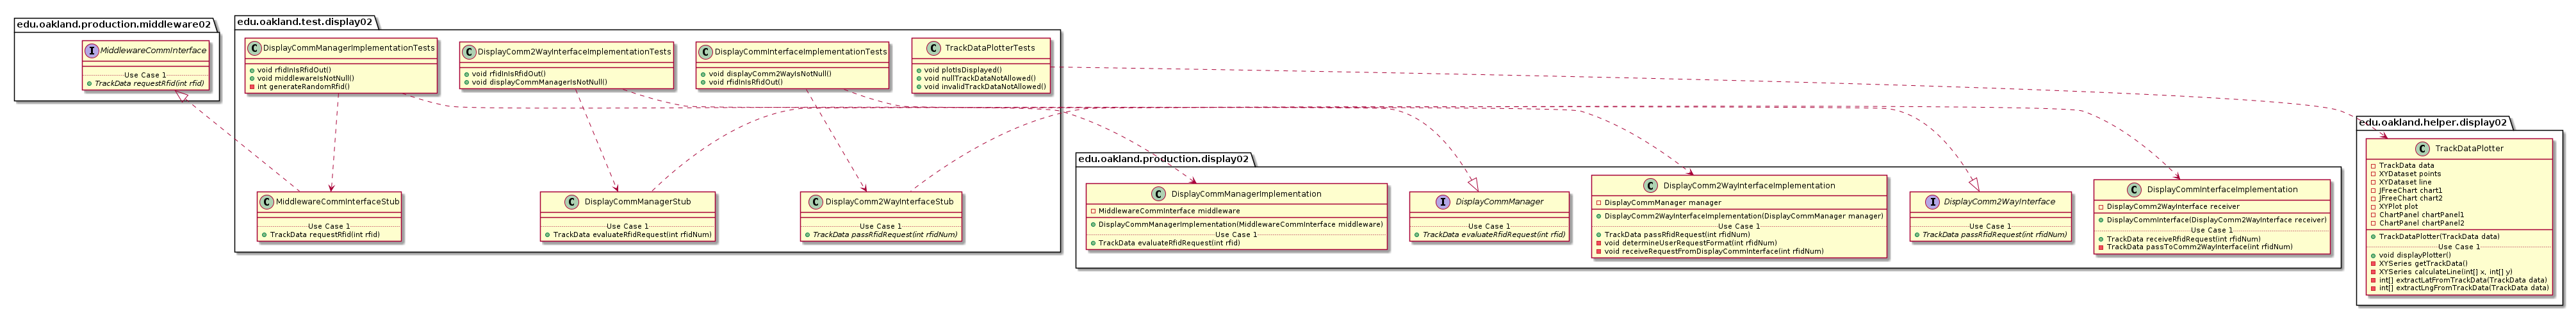 edu.oakland.production.middleware02
I MiddlewareCommInterface
Use Case 1
TrackData requestRfid(int rfid)
edu.oakland.test.display02
C DisplayCommManagerImplementationTests
void rfidInIsRfidOut()
void middlewareIsNotNull()
int generateRandomRfid()
C DisplayComm2WayInterfaceImplementationTests
void rfidInIsRfidOut()
void displayCommManagerIsNotNull()
C DisplayCommInterfaceImplementationTests
void displayComm2WayIsNotNull()
void rfidInIsRfidOut()
C TrackDataPlotterTests
void plotIsDisplayed()
void nullTrackDataNotAllowed()
void invalidTrackDataNotAllowed()
C MiddlewareCommInterfaceStub
Use Case 1
TrackData requestRfid(int rfid)
C DisplayCommManagerStub
Use Case 1
TrackData evaluateRfidRequest(int rfidNum)
C DisplayComm2WayInterfaceStub
Use Case 1
TrackData passRfidRequest(int rfidNum)
edu.oakland.production.display02
C DisplayCommManagerImplementation
MiddlewareCommInterface middleware
DisplayCommManagerImplementation(MiddlewareCommInterface middleware)
Use Case 1
TrackData evaluateRfidRequest(int rfid)
I DisplayCommManager
Use Case 1
TrackData evaluateRfidRequest(int rfid)
C DisplayComm2WayInterfaceImplementation
DisplayCommManager manager
DisplayComm2WayInterfaceImplementation(DisplayCommManager manager)
Use Case 1
TrackData passRfidRequest(int rfidNum)
void determineUserRequestFormat(int rfidNum)
void receiveRequestFromDisplayCommInterface(int rfidNum)
I DisplayComm2WayInterface
Use Case 1
TrackData passRfidRequest(int rfidNum)
C DisplayCommInterfaceImplementation
DisplayComm2WayInterface receiver
DisplayCommInterface(DisplayComm2WayInterface receiver)
Use Case 1
TrackData receiveRfidRequest(int rfidNum)
TrackData passToComm2WayInterface(int rfidNum)
edu.oakland.helper.display02
C TrackDataPlotter
TrackData data
XYDataset points
XYDataset line
JFreeChart chart1
JFreeChart chart2
XYPlot plot
ChartPanel chartPanel1
ChartPanel chartPanel2
TrackDataPlotter(TrackData data)
Use Case 1
void displayPlotter()
XYSeries getTrackData()
XYSeries calculateLine(int[] x, int[] y)
int[] extractLatFromTrackData(TrackData data)
int[] extractLngFromTrackData(TrackData data)